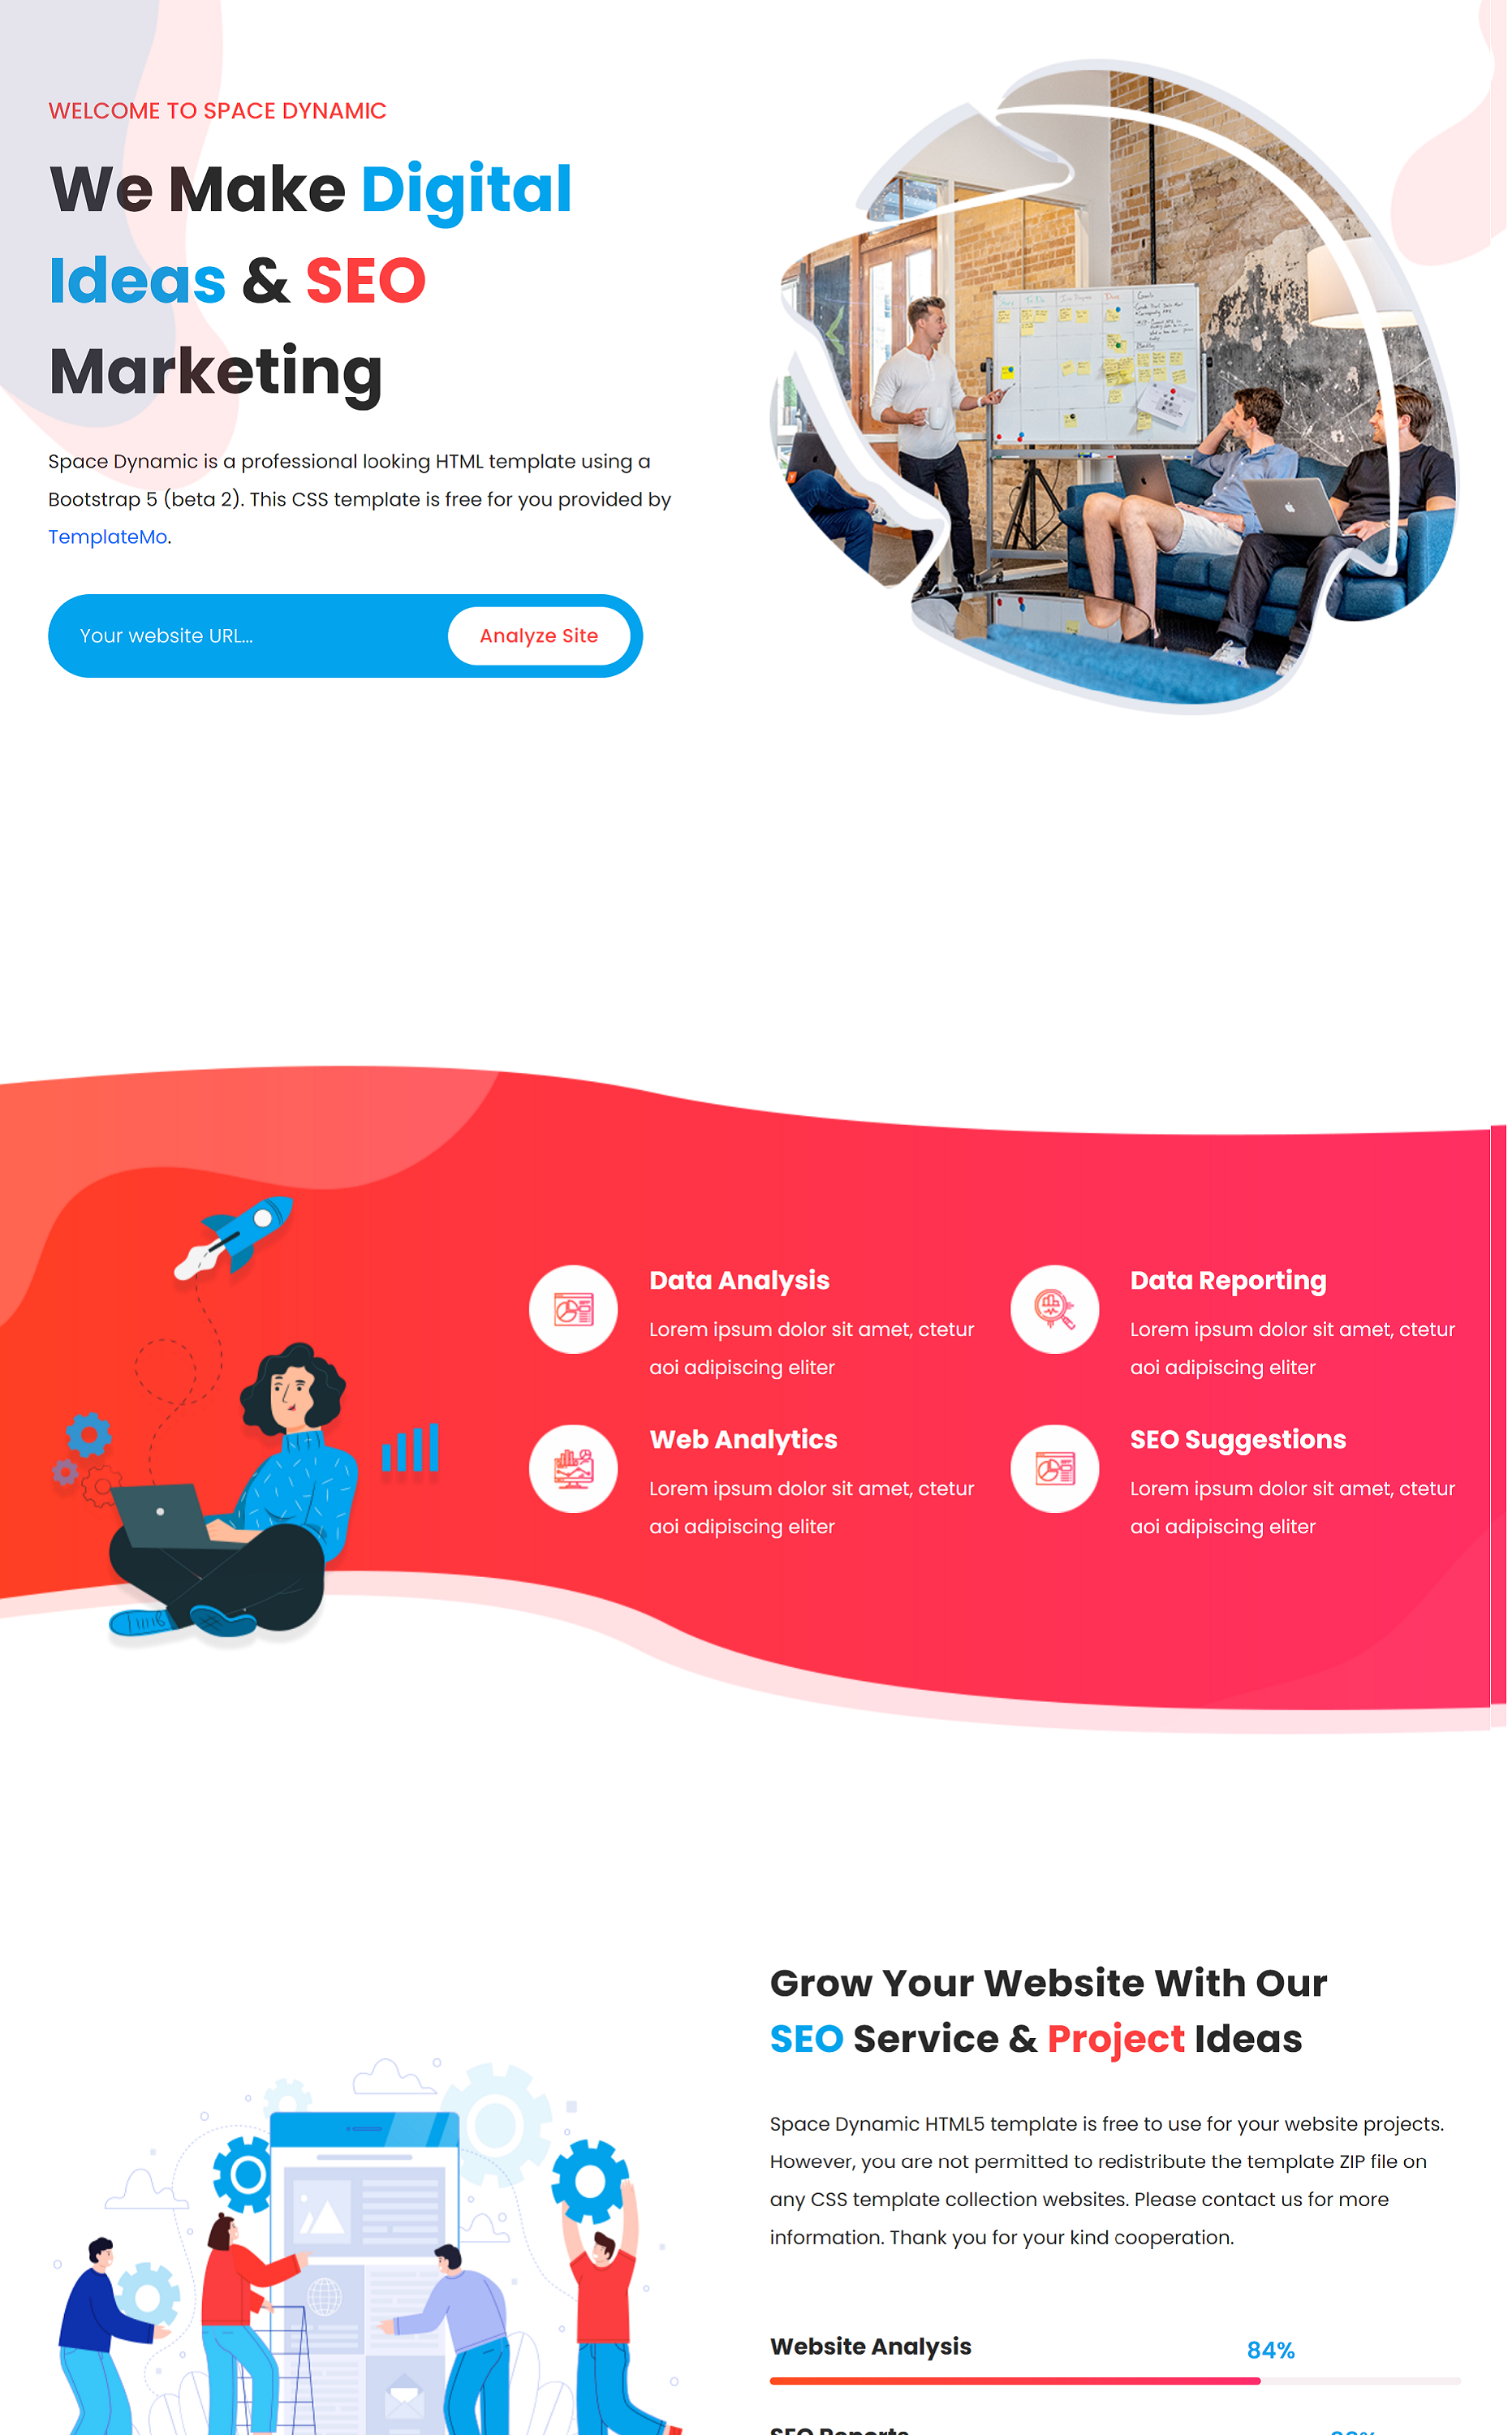 WELCOME TO SPACE DYNAMIC
We Make Digital
Ideas & SEO
Marketing
Space Dynamic is a professional looking HTML template using a
Bootstrap 5 (beta 2). This CSS template is free for you provided by
TemplateMo.
Your website URL...
Analyze Site
Data Analysis
Lorem ipsum dolor sit amet, ctetur
aoi adipiscing eliter
Data Reporting
Lorem ipsum dolor sit amet, ctetur
aoi adipiscing eliter
Web Analytics
Lorem ipsum dolor sit amet, ctetur
aoi adipiscing eliter
SEO Suggestions
Lorem ipsum dolor sit amet, ctetur
aoi adipiscing eliter
Grow Your Website With Our
SEO Service & Project Ideas
Space Dynamic HTML5 template is free to use for your website projects.
However, you are not permitted to redistribute the template ZIP file on
any CSS template collection websites. Please contact us for more
information. Thank you for your kind cooperation.
Website Analysis
84%
SEO Reports